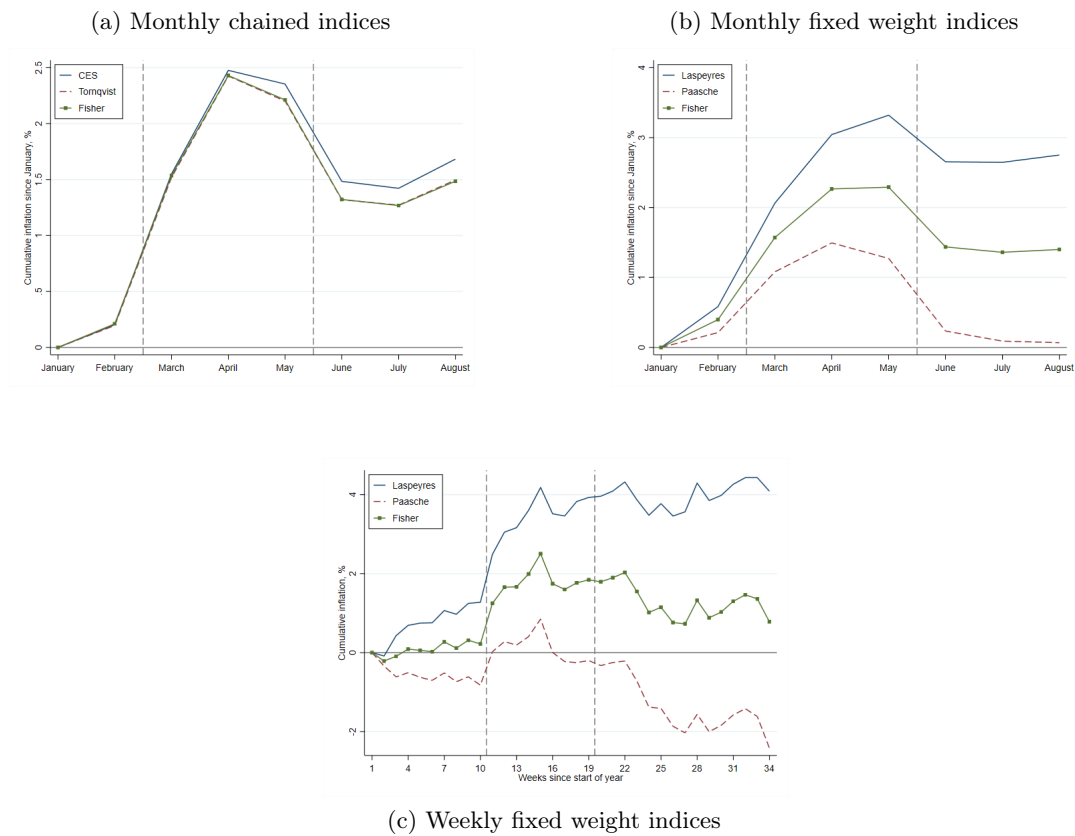 (a) Monthly chained indices
(b) Monthly fixed weight indices
Cumulative inflation since January, %
0
.5
1
1.5
2
2.5
CES
Tornqvist
Fisher
January February March April May June July August
Cumulative inflation since January, %
0
1
2
3
4
Laspeyres
Paasche
Fisher
January February March April May June July August
Cumulative inflation, %
-2
0
2
4
Laspeyres
Paasche
Fisher
1 4 7 10 13 16 19 22 25 28 31 34
Weeks since start of year
(c) Weekly fixed weight indices